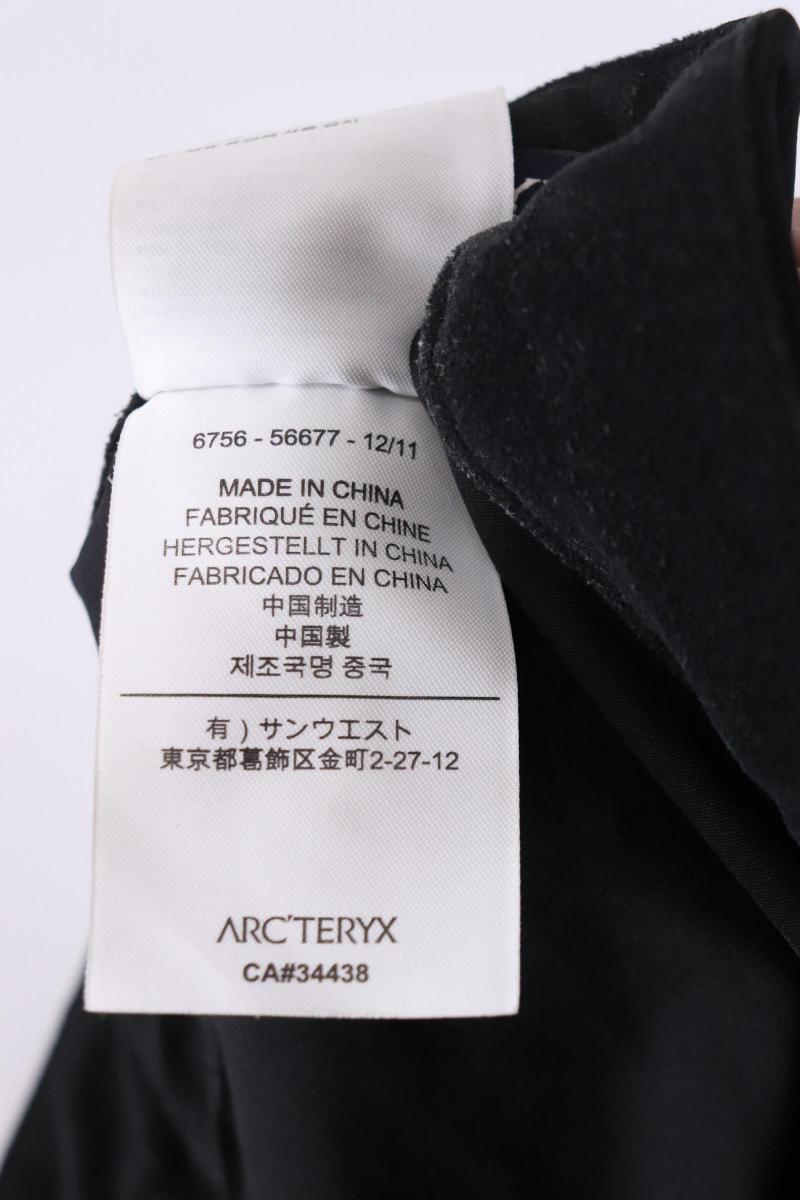 6756 - 56677 - 12/11
MADE IN CHINA
FABRIQUÉ EN CHINE
HERGESTELLT IN CHINA
FABRICADO EN CHINA
中国制造
中国製
제조국명 중국
有 ) サンウエスト
東京都葛飾区金町2-27-12
ARC'TERYX
CA#34438